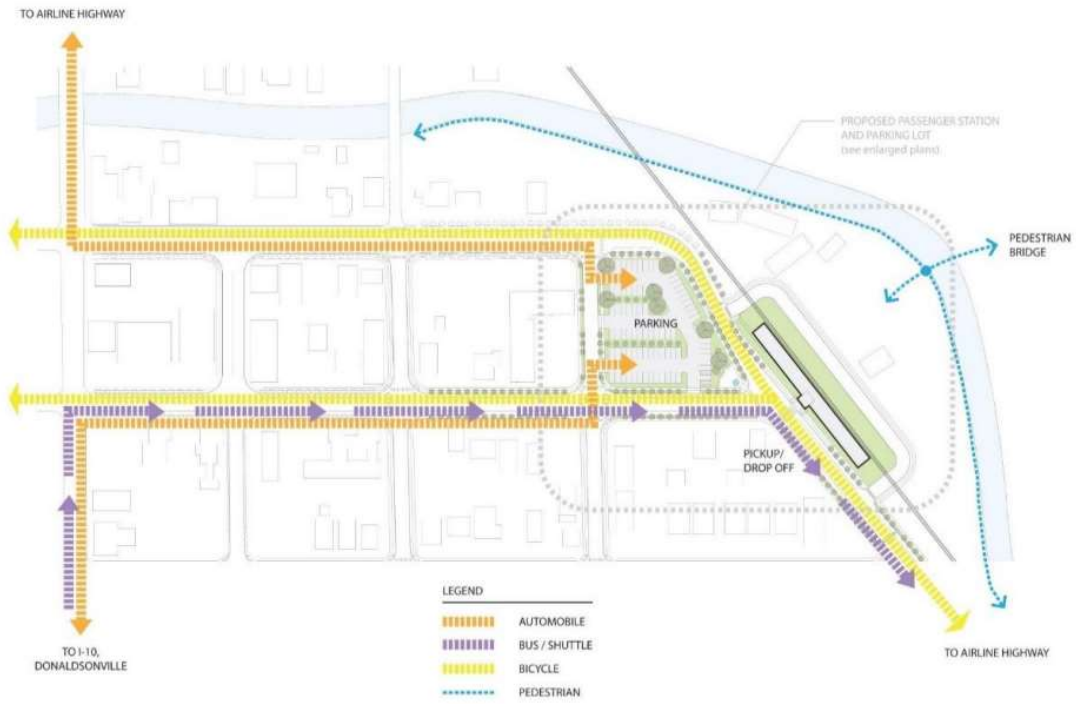 TO AIRLINE HIGHWAY
PROPOSED PASSENGER STATION
AND PARKING LOT
(see enlarged plans)
PEDESTRIAN
BRIDGE
PARKING
PICKUP/
DROP OFF
LEGEND
AUTOMOBILE
BUS / SHUTTLE
BICYCLE
PEDESTRIAN
TO I-10,
DONALDSONVILLE
TO AIRLINE HIGHWAY